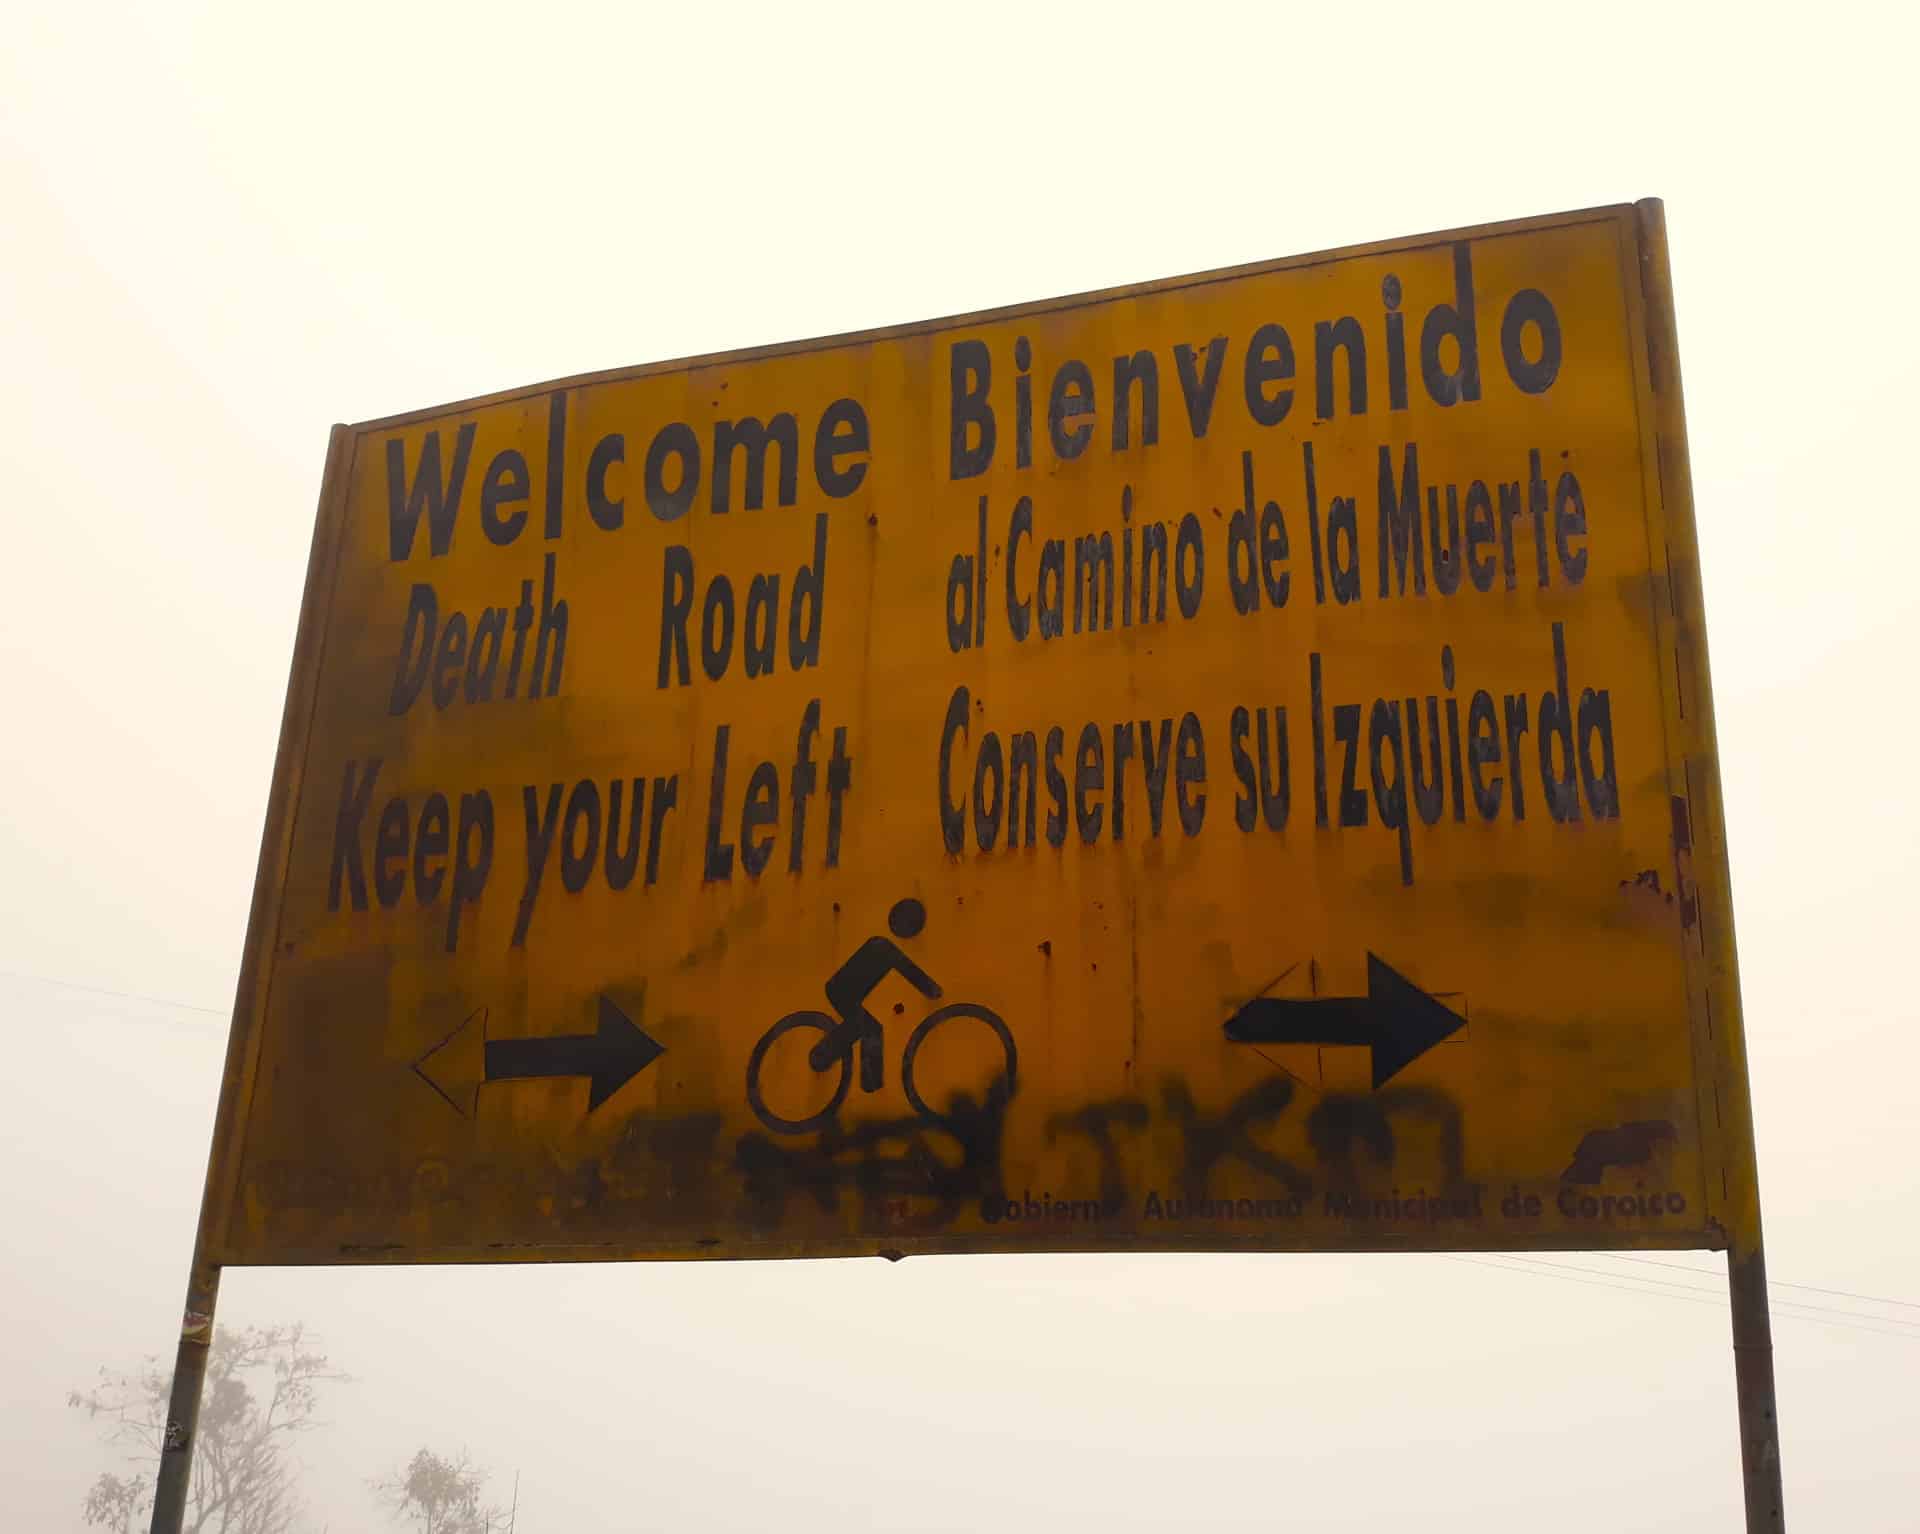 Welcome Bienvenido
Death Road al Camino de la Muerte
Keep your Left Conserve su Izquierda
Gobierno Autonomo Municipal de Coroico